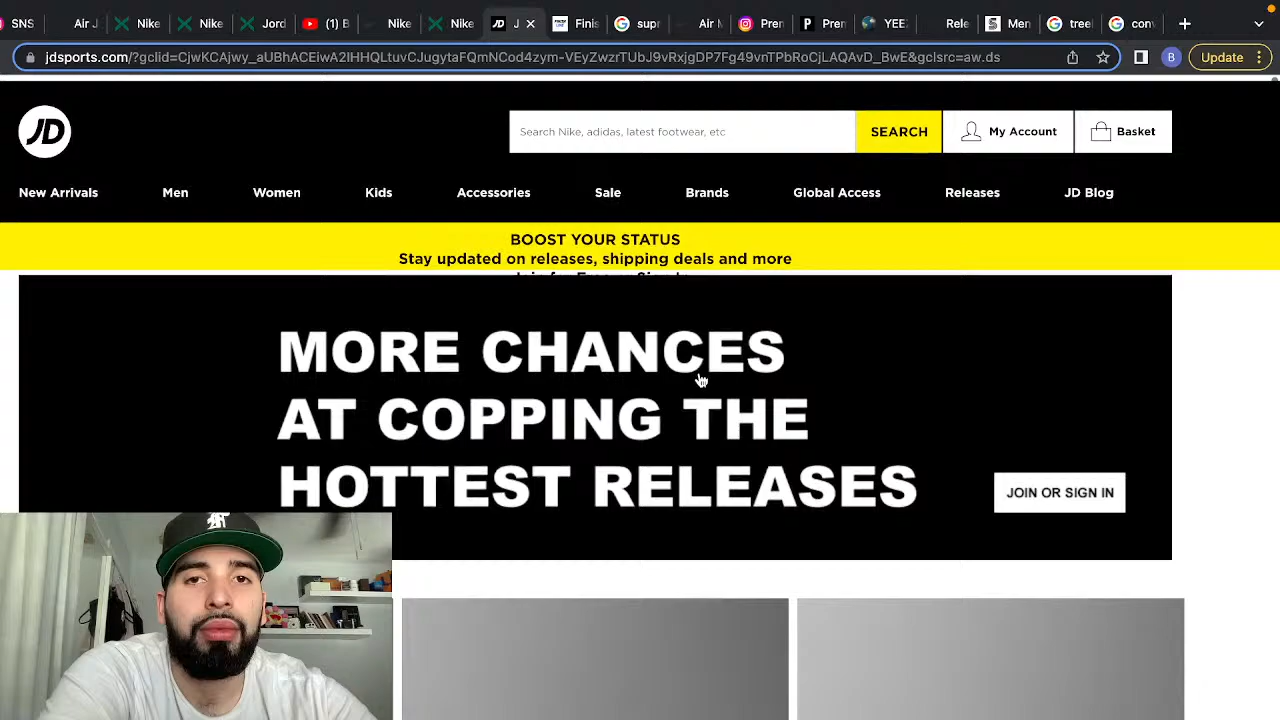 SNS
Air J
Nike
Nike
Jord
(1) B
Nike
Nike
J
Finis
supr
Air M
Pren
Pren
YEEZ
Rele
Men
treel
conv
jdsports.com/?gclid=CjwKCAjwy_aUBhACEiwA2IHHQLtuvCJugytaFQmNCod4zym-VEyZwzrTUbJ9vRxjgDP7Fg49vnTPbRoCjLAQAvD_BwE&gclsrc=aw.ds
B
Update
JD
Search Nike, adidas, latest footwear, etc
SEARCH
My Account
Basket
New Arrivals
Men
Women
Kids
Accessories
Sale
Brands
Global Access
Releases
JD Blog
BOOST YOUR STATUS
Stay updated on releases, shipping deals and more
MORE CHANCES
AT COPPING THE
HOTTEST RELEASES
JOIN OR SIGN IN